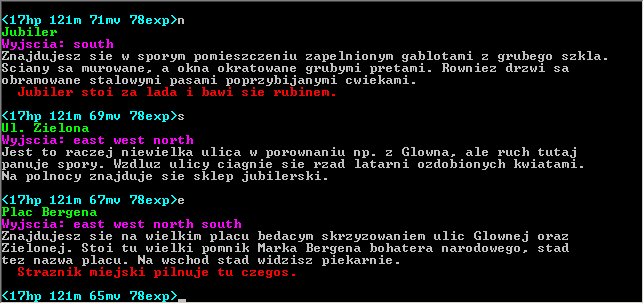 <17hp 121m 71mv 78exp>n
Jubiler
Wyjscia: south
Znajdujesz sie w sporym pomieszczeniu zapelnionym gablotami z grubego szkla.
Sciany sa murowane, a okna okratowane grubymi pretami. Rowniez drzwi sa
obramowane stalowymi pasami poprzybijanymi cwiekami.
Jubiler stoi za lada i bawi sie rubinem.
<17hp 121m 69mv 78exp>s
Ul. Zielona
Wyjscia: east west north
Jest to raczej niewielka ulica w porownaniu np. z Glowna, ale ruch tutaj
panuje spory. Wzdluz ulicy ciagnie sie rzad latarni ozdobionych kwiatami.
Na polnocy znajduje sie sklep jubilerski.
<17hp 121m 67mv 78exp>e
Plac Bergena
Wyjscia: east west north south
Znajdujesz sie na wielkim placu bedacym skrzyzowaniem ulic Glownej oraz
Zielonej. Stoi tu wielki pomnik Marka Bergena bohatera narodowego, stad
tez nazwa placu. Na wschod stad widzisz piekarnie.
Straznik miejski pilnuje tu czegos.
<17hp 121m 65mv 78exp>